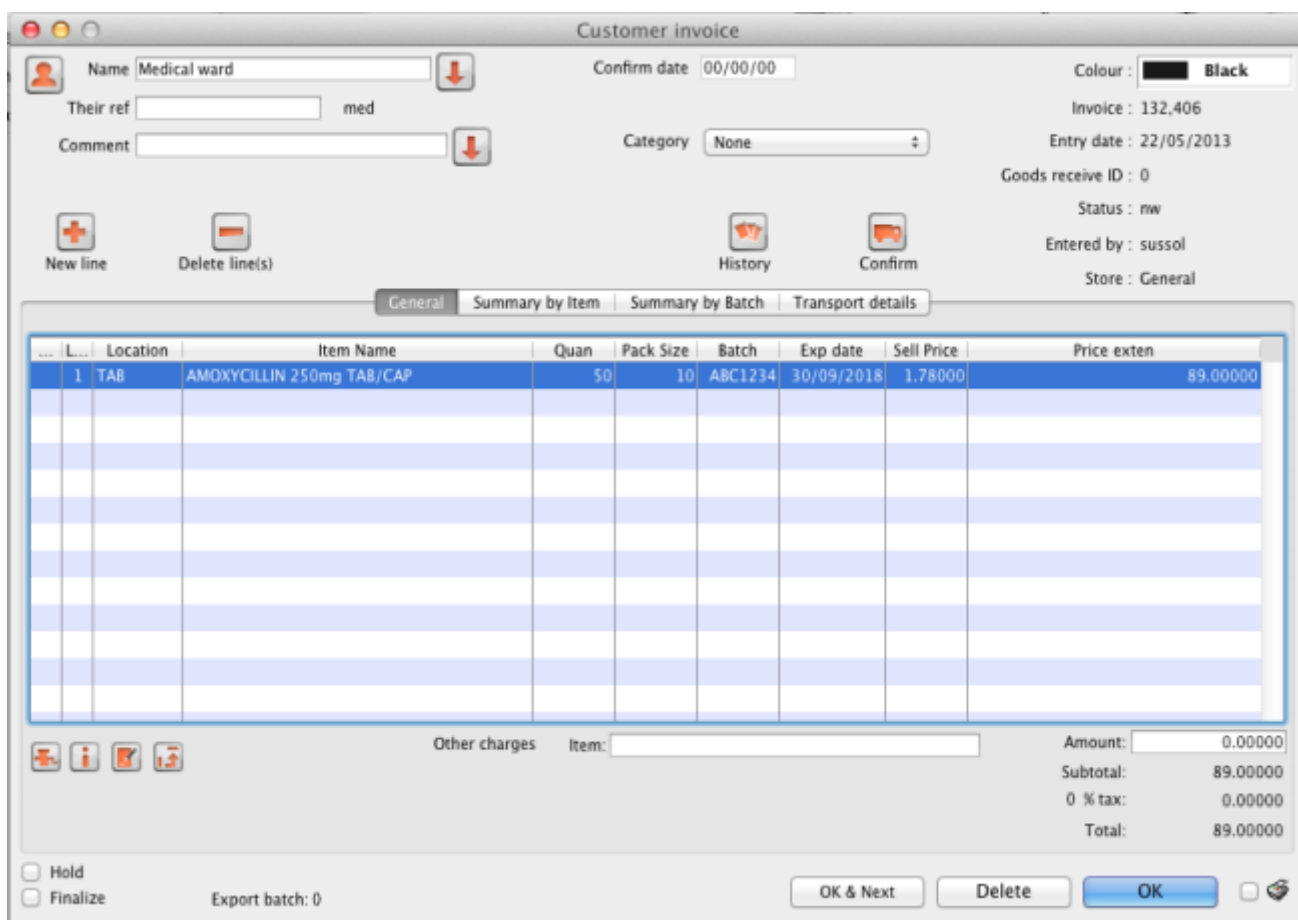 Customer invoice
Name Medical ward Confirm date 00/00/00 Colour : Black
Their ref med Invoice : 132,406
Comment Category None Entry date : 22/05/2013
Goods receive ID : 0
Status : nw
Entered by : sussol
New line Delete line(s) History Confirm
Store : General
General Summary by Item Summary by Batch Transport details
... L... Location Item Name Quan Pack Size Batch Exp date Sell Price Price exten
1 TAB AMOXYCILLIN 250mg TAB/CAP 50 10 ABC1234 30/09/2018 1.78000 89.00000
Other charges Item: Amount: 0.00000
Subtotal: 89.00000
0 % tax: 0.00000
Total: 89.00000
Hold
Finalize Export batch: 0 OK & Next Delete OK